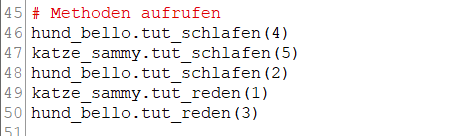 45 # Methoden aufrufen
46 hund_bello.tut_schlafen(4)
47 katze_sammy.tut_schlafen(5)
48 hund_bello.tut_schlafen(2)
49 katze_sammy.tut_reden(1)
50 hund_bello.tut_reden(3)
51